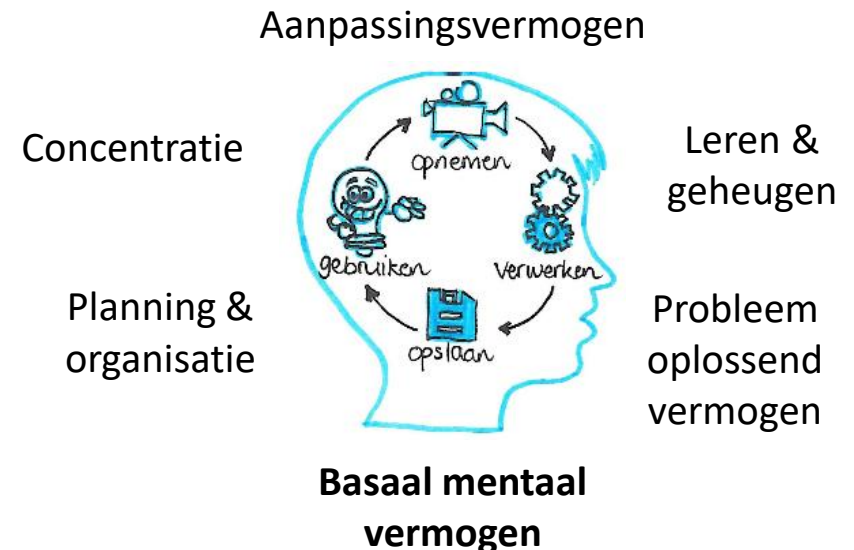 Aanpassingsvermogen
Concentratie
Leren &
geheugen
opnemen
gebruiken
verwerken
opslaan
Planning &
organisatie
Probleem
oplossend
vermogen
Basaal mentaal
vermogen